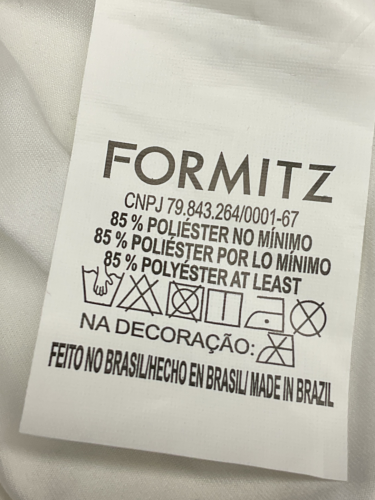 FORMITZ
CNPJ 79.843.264/0001-67
85 % POLIÉSTER NO MÍNIMO
85 % POLIÉSTER POR LO MÍNIMO
85 % POLYÉSTER AT LEAST
NA DECORAÇÃO:
FEITO NO BRASIL/HECHO EN BRASIL/ MADE IN BRAZIL